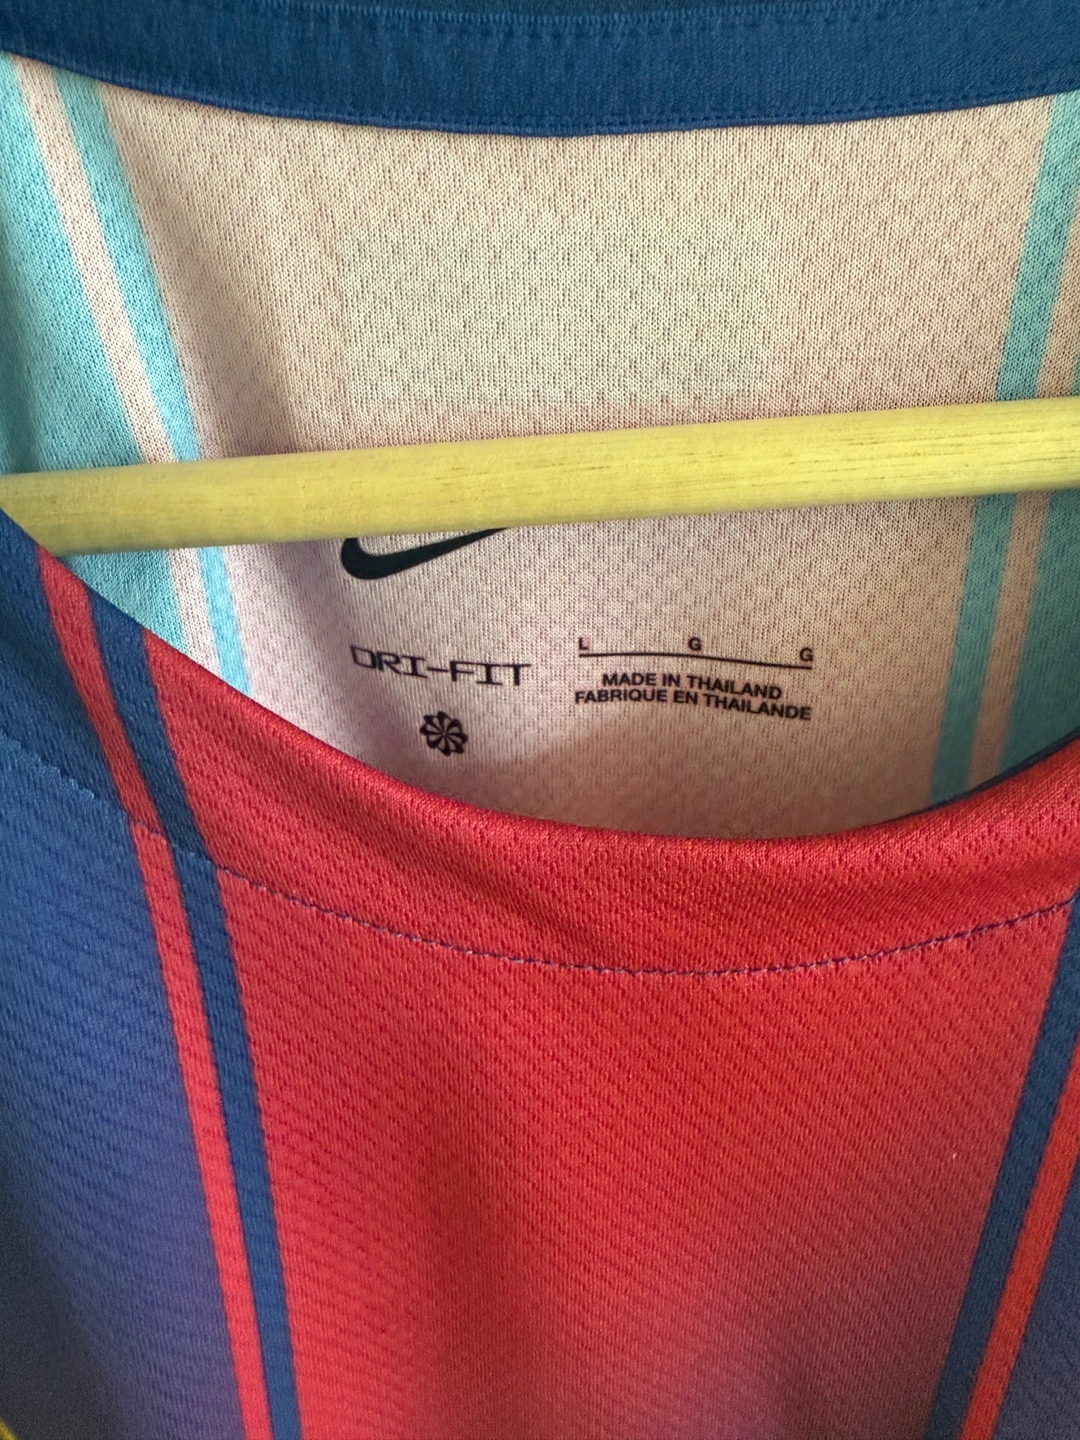 DRI-FIT
L G G
MADE IN THAILAND
FABRIQUE EN THAILANDE